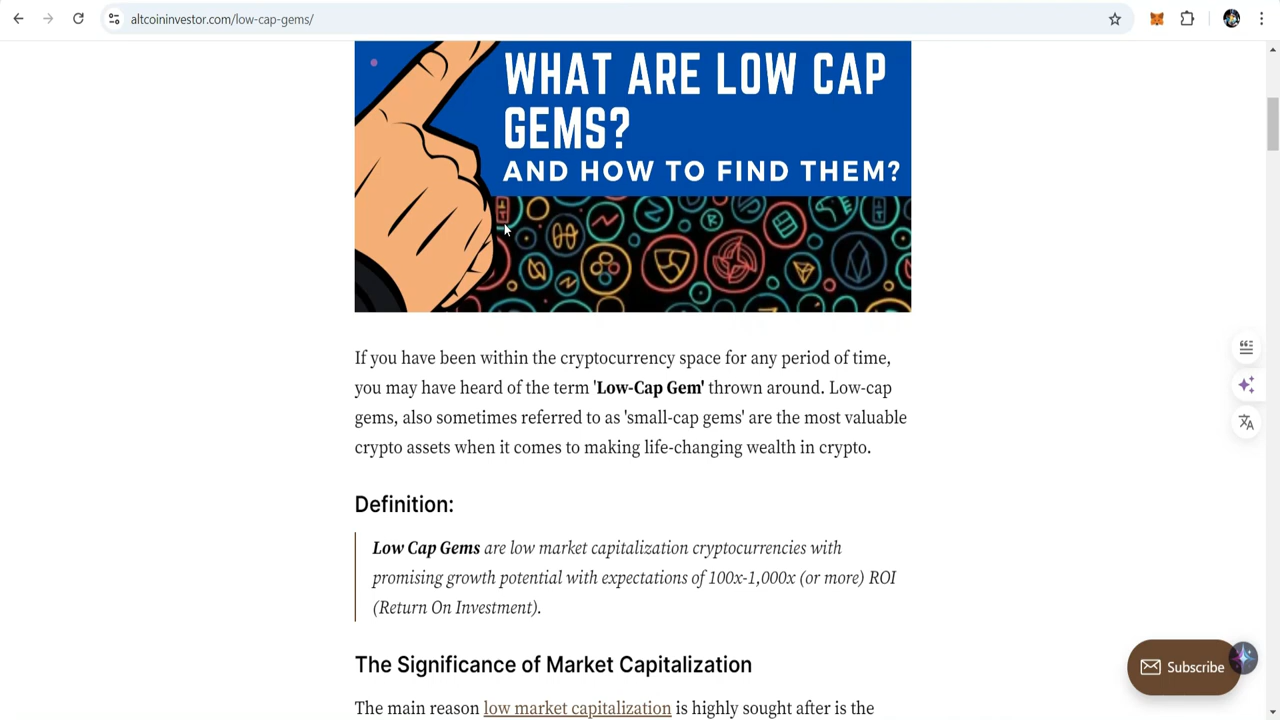 altcoininvestor.com/low-cap-gems/
WHAT ARE LOW CAP
GEMS?
AND HOW TO FIND THEM?
If you have been within the cryptocurrency space for any period of time,
you may have heard of the term 'Low-Cap Gem' thrown around. Low-cap
gems, also sometimes referred to as 'small-cap gems' are the most valuable
crypto assets when it comes to making life-changing wealth in crypto.
Definition:
Low Cap Gems are low market capitalization cryptocurrencies with
promising growth potential with expectations of 100x-1,000x (or more) ROI
(Return On Investment).
Subscribe
The Significance of Market Capitalization
The main reason low market capitalization is highly sought after is the